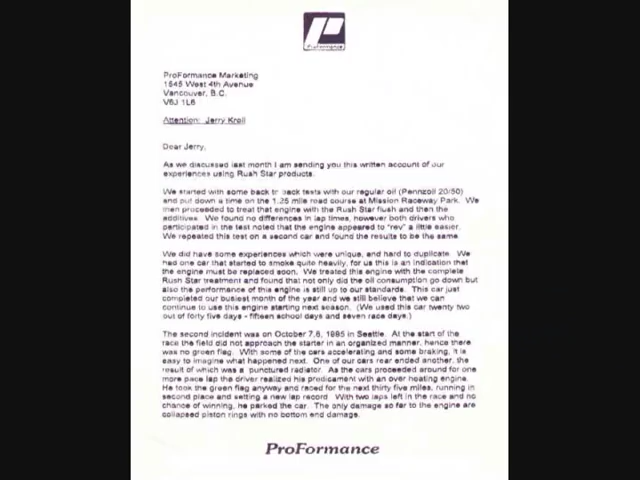 ProFormance
ProFormance Marketing
1545 West 4th Avenue
Vancouver, B.C.
V6J 1L6
Attention: Jerry Kroll
Dear Jerry,
As we discussed last month I am sending you this written account of our
experiences using Rush Star products.
We started with some back to back tests with our regular oil (Pennzoil 20/50)
and put down a time on the 1.25 mile road course at Mission Raceway Park. We
then proceeded to treat that engine with the Rush Star flush and then the
additives. We found no differences in lap times, however both drivers who
participated in the test noted that the engine appeared to "rev" a little easier.
We repeated this test on a second car and found the results to be the same.
We did have some experiences which were unique, and hard to duplicate. We
had one car that started to smoke quite heavily, for us this is an indication that
the engine must be replaced soon. We treated this engine with the complete
Rush Star treatment and found that not only did the oil consumption go down but
also the performance of this engine is still up to our standards. This car just
completed our busiest month of the year and we still believe that we can
continue to use this engine starting next season. (We used this car twenty two
out of forty five days - fifteen school days and seven race days.)
The second incident was on October 7,8, 1995 in Seattle. At the start of the
race the field did not approach the starter in an organized manner, hence there
was no green flag. With some of the cars accelerating and some braking, it is
easy to imagine what happened next. One of our cars rear ended another, the
result of which was a punctured radiator. As the cars proceeded around for one
more pace lap the driver realized his predicament with an over heating engine.
He took the green flag anyway and raced for the next thirty five miles, running in
second place and setting a new lap record. With two laps left in the race and no
chance of winning, he parked the car. The only damage so far to the engine are
collapsed piston rings with no bottom end damage.
ProFormance